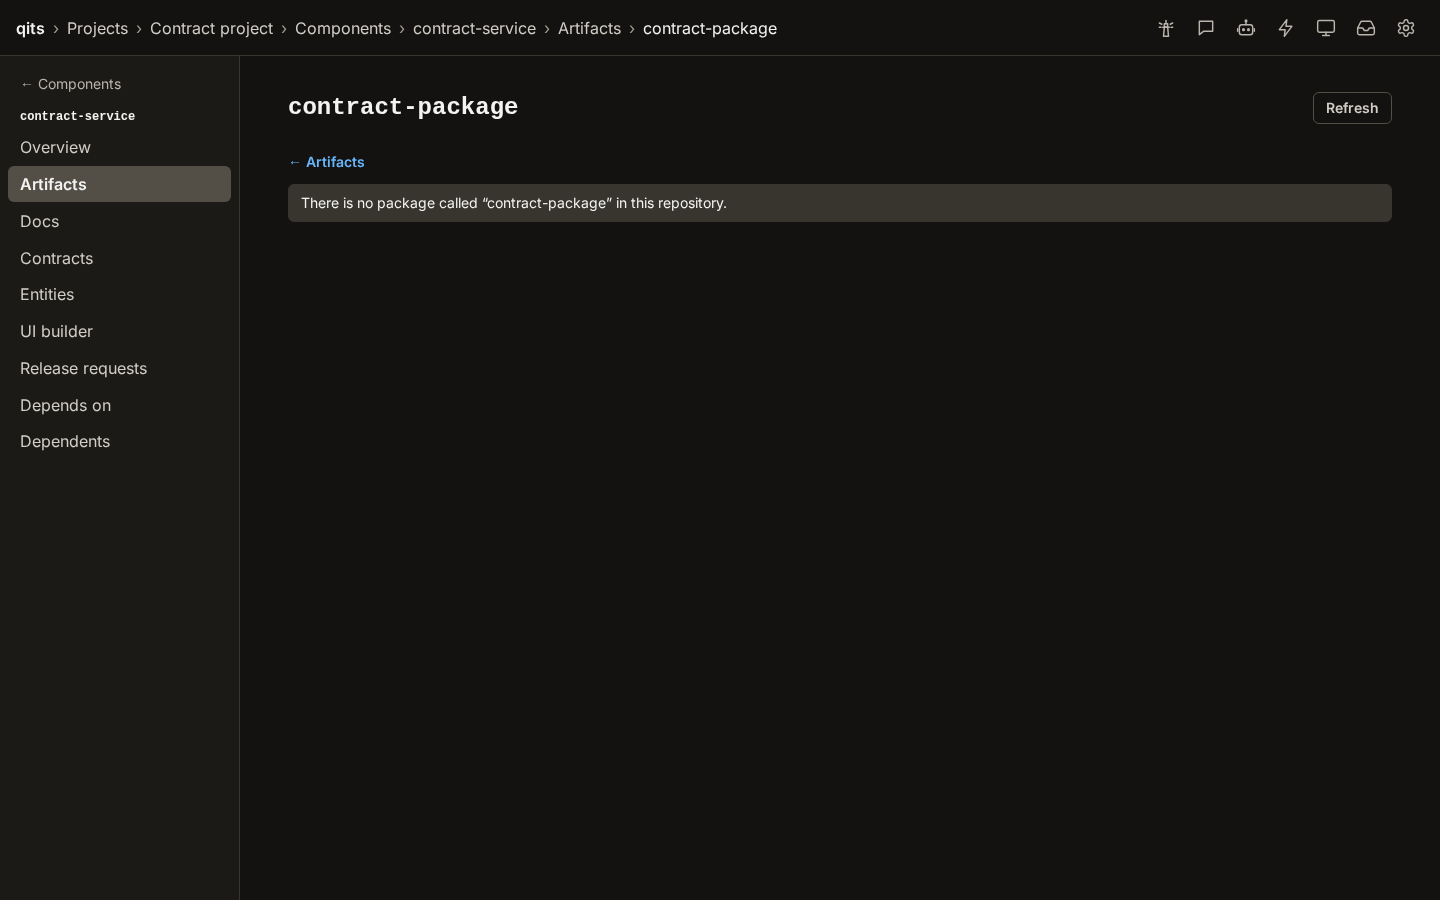 qits › Projects › Contract project › Components › contract-service › Artifacts › contract-package
← Components
contract-service
Overview
Artifacts
Docs
Contracts
Entities
UI builder
Release requests
Depends on
Dependents
contract-package
Refresh
← Artifacts
There is no package called “contract-package” in this repository.